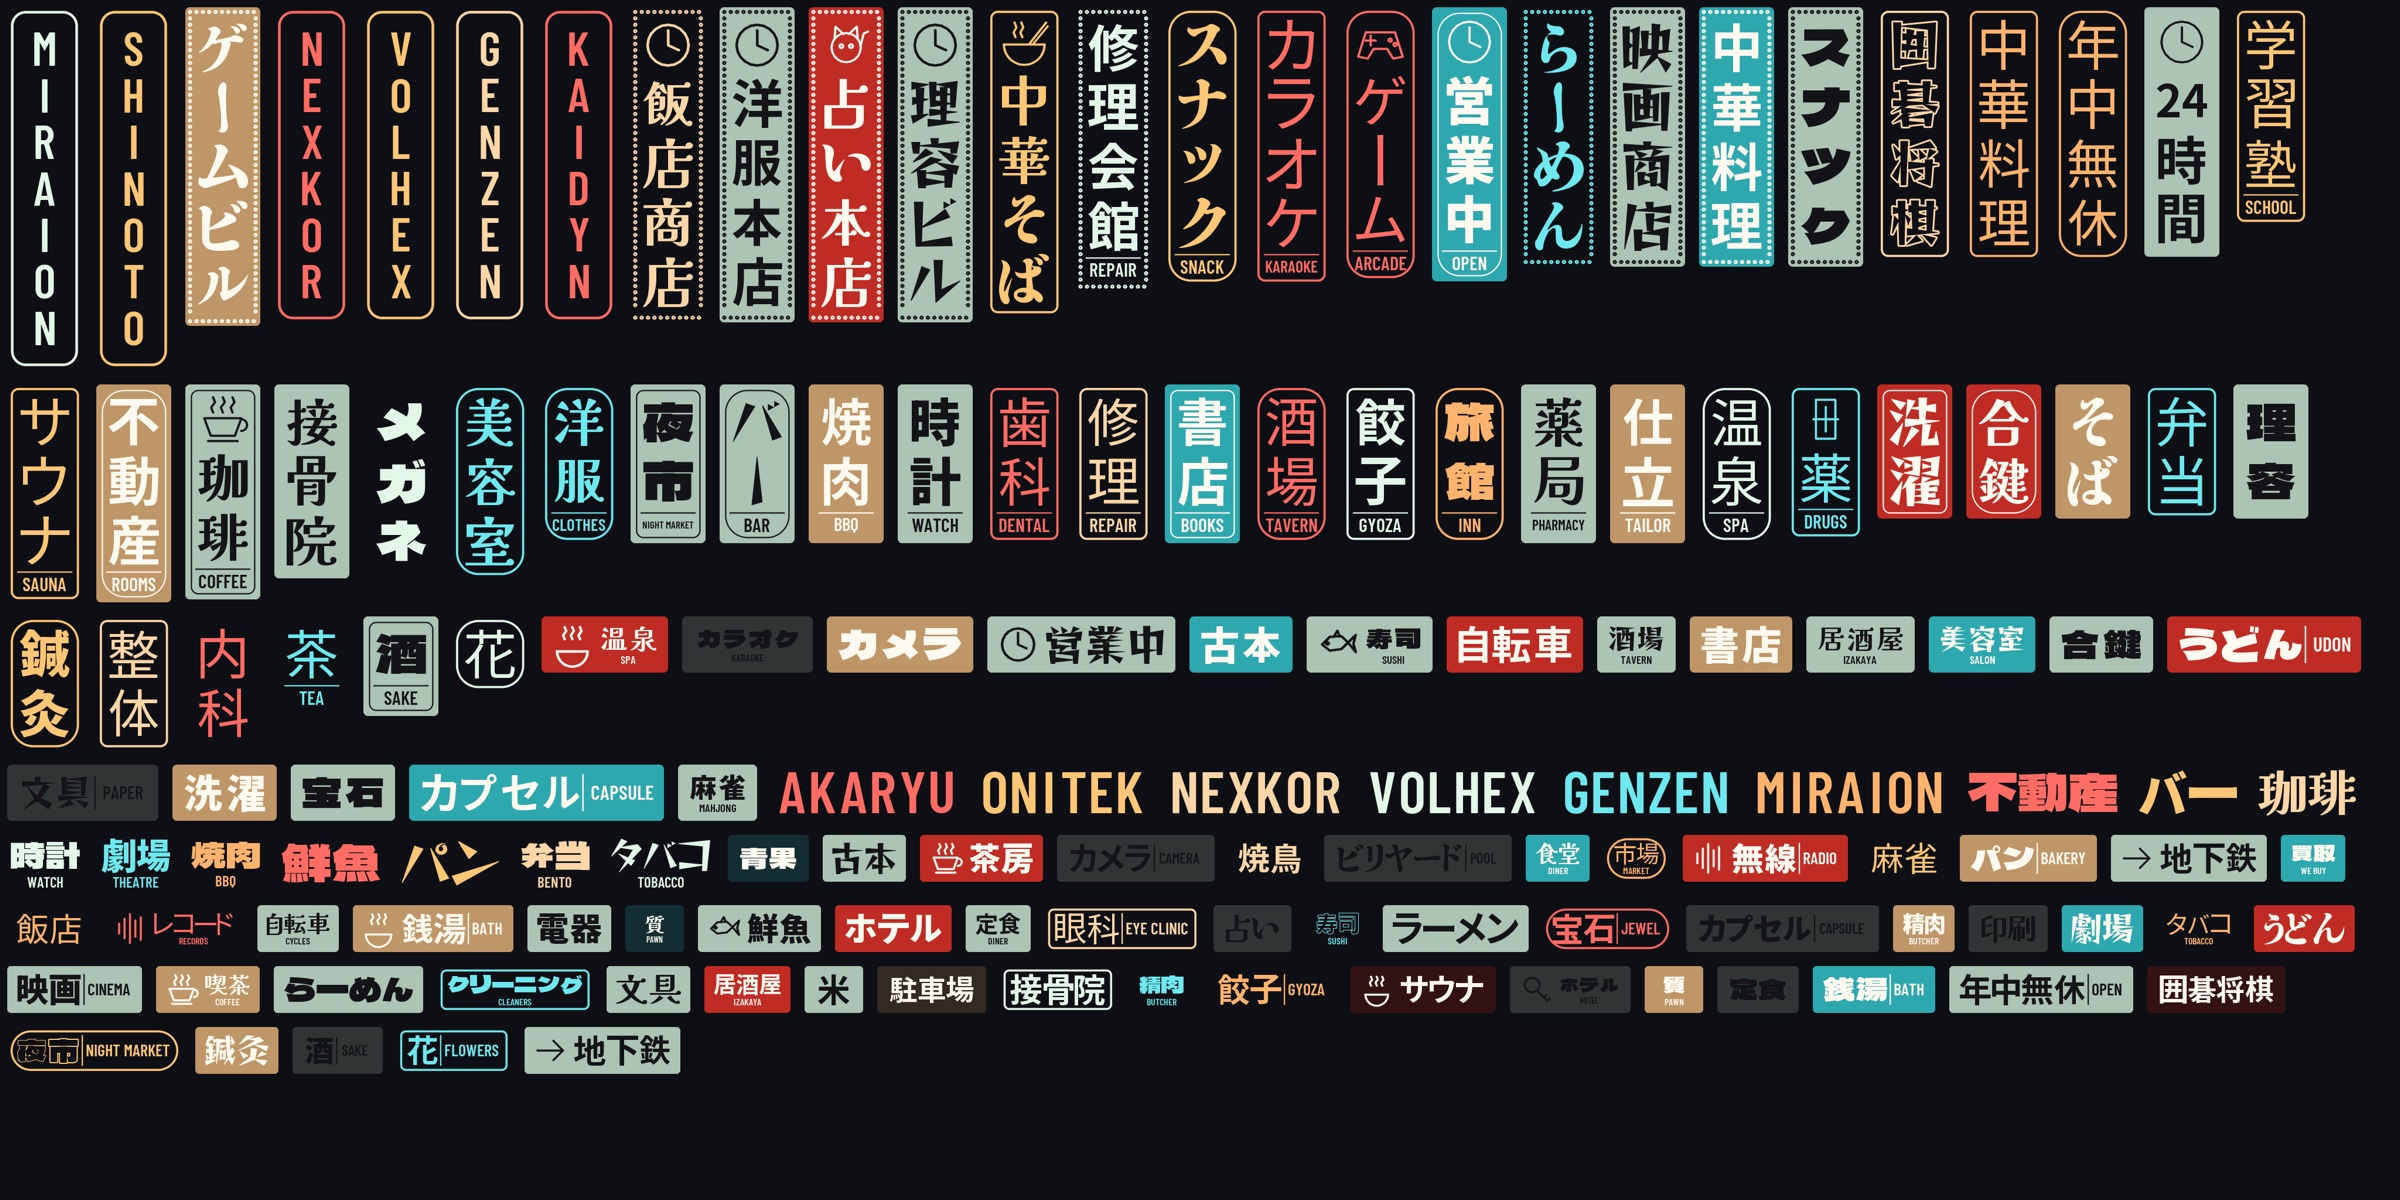 MIRAION
SHINOTO
ゲームビル
NEXKOR
VOLHEX
GENZEN
KAIDYN
飯店商店
洋服本店
占い本店
理容ビル
中華そば
修理会館
REPAIR
スナック
SNACK
カラオケ
KARAOKE
ゲーム
ARCADE
営業中
OPEN
らーめん
映画商店
中華料理
スナック
囲碁将棋
中華料理
年中無休
24時間
学習塾
SCHOOL
サウナ
SAUNA
不動産
ROOMS
珈琲
COFFEE
接骨院
メガネ
美容室
洋服
CLOTHES
夜市
NIGHT MARKET
バー
BAR
焼肉
BBQ
時計
WATCH
歯科
DENTAL
修理
REPAIR
書店
BOOKS
酒場
TAVERN
餃子
GYOZA
旅館
INN
薬局
PHARMACY
仕立
TAILOR
温泉
SPA
薬
DRUGS
洗濯
合鍵
そば
弁当
理容
鍼灸
整体
内科
茶
TEA
酒
SAKE
花
温泉
SPA
カラオケ
KARAOKE
カメラ
営業中
古本
寿司
SUSHI
自転車
酒場
TAVERN
書店
居酒屋
IZAKAYA
美容室
SALON
合鍵
うどん UDON
文具 PAPER
洗濯
宝石
カプセル CAPSULE
麻雀
MAHJONG
AKARYU
ONITEK
NEXKOR
VOLHEX
GENZEN
MIRAION
不動産
バー
珈琲
時計
WATCH
劇場
THEATRE
焼肉
BBQ
鮮魚
パン
弁当
BENTO
タバコ
TOBACCO
青果
古本
茶房
カメラ CAMERA
焼鳥
ビリヤード POOL
食堂
DINER
市場
MARKET
無線 RADIO
麻雀
パン BAKERY
→地下鉄
買取
WE BUY
飯店
レコード
RECORDS
自転車
CYCLES
銭湯 BATH
電器
質
PAWN
鮮魚
ホテル
定食
DINER
眼科 EYE CLINIC
占い
寿司
SUSHI
ラーメン
宝石 JEWEL
カプセル CAPSULE
精肉
BUTCHER
印刷
劇場
タバコ
TOBACCO
うどん
映画 CINEMA
喫茶
COFFEE
らーめん
クリーニング
CLEANERS
文具
居酒屋
IZAKAYA
米
駐車場
接骨院
精肉
BUTCHER
餃子 GYOZA
サウナ
ホテル
HOTEL
質
PAWN
定食
銭湯 BATH
年中無休 OPEN
囲碁将棋
夜市 NIGHT MARKET
鍼灸
酒 SAKE
花 FLOWERS
→地下鉄